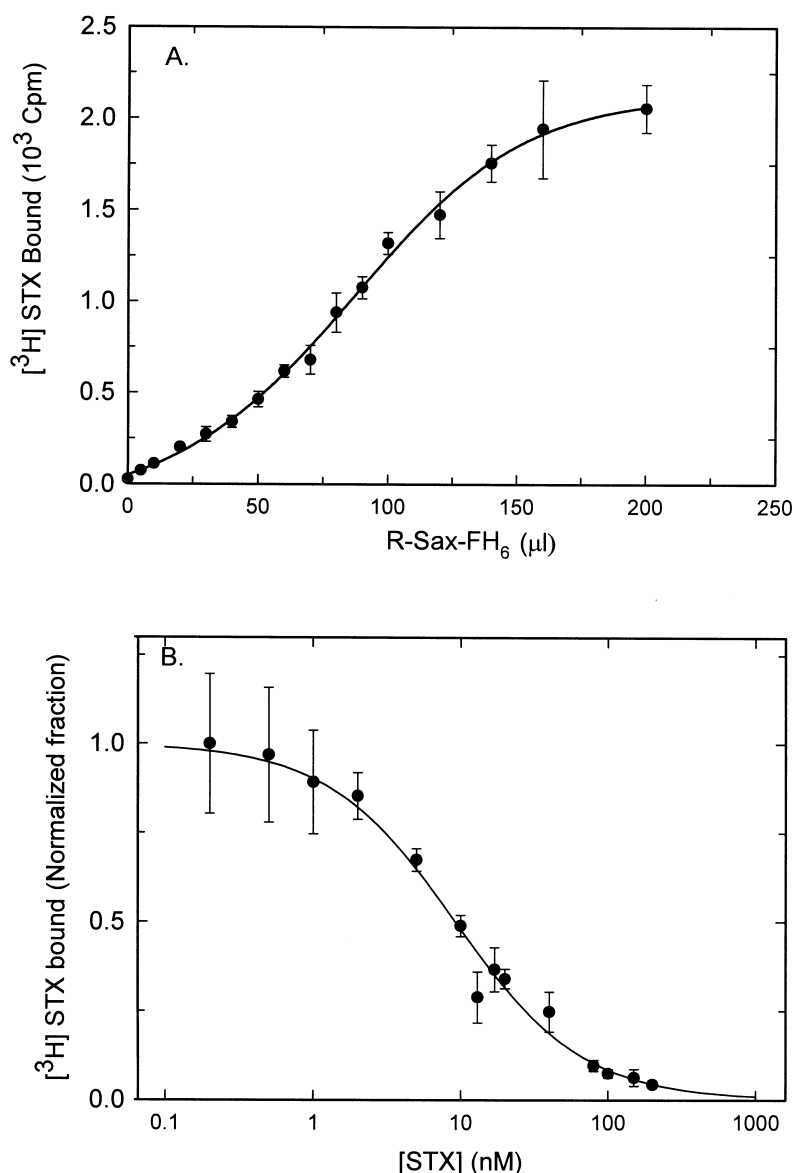 A.
[³H] STX Bound (10³ Cpm)
2.5
2.0
1.5
1.0
0.5
0.0
0 50 100 150 200 250
R-Sax-FH₆ (µl)
B.
[³H] STX bound (Normalized fraction)
1.0
0.5
0.0
0.1 1 10 100 1000
[STX] (nM)